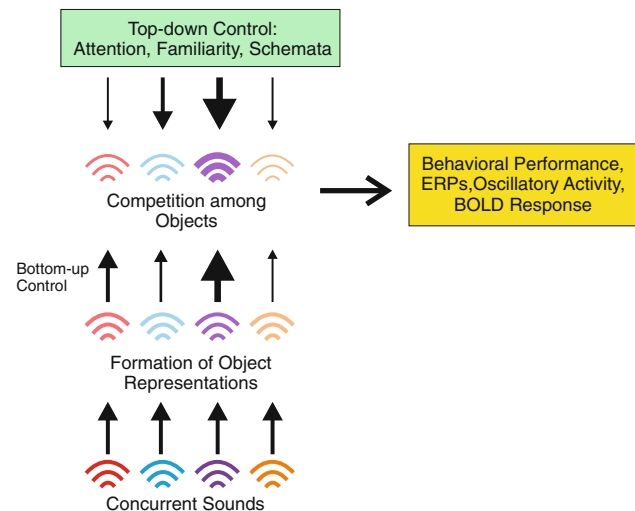 Top-down Control:
Attention, Familiarity, Schemata
Competition among
Objects
Behavioral Performance,
ERPs,Oscillatory Activity,
BOLD Response
Bottom-up
Control
Formation of Object
Representations
Concurrent Sounds